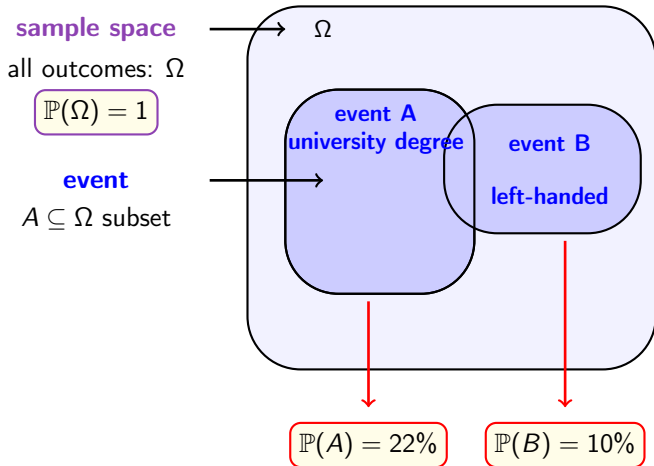 sample space
Ω
all outcomes: Ω
ℙ(Ω) = 1
event A
university degree
event B
event
left-handed
A ⊆ Ω subset
ℙ(A) = 22%
ℙ(B) = 10%